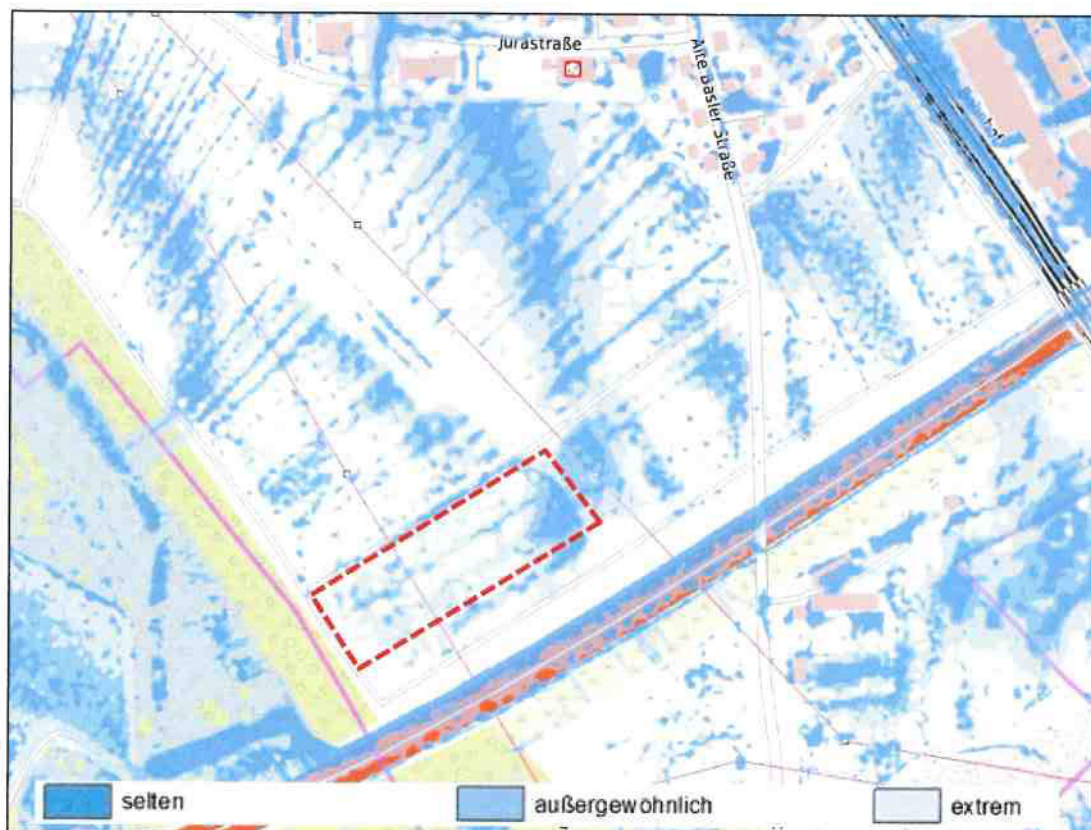 Jurastraße
Alte Basler Straße
selten
außergewöhnlich
extrem